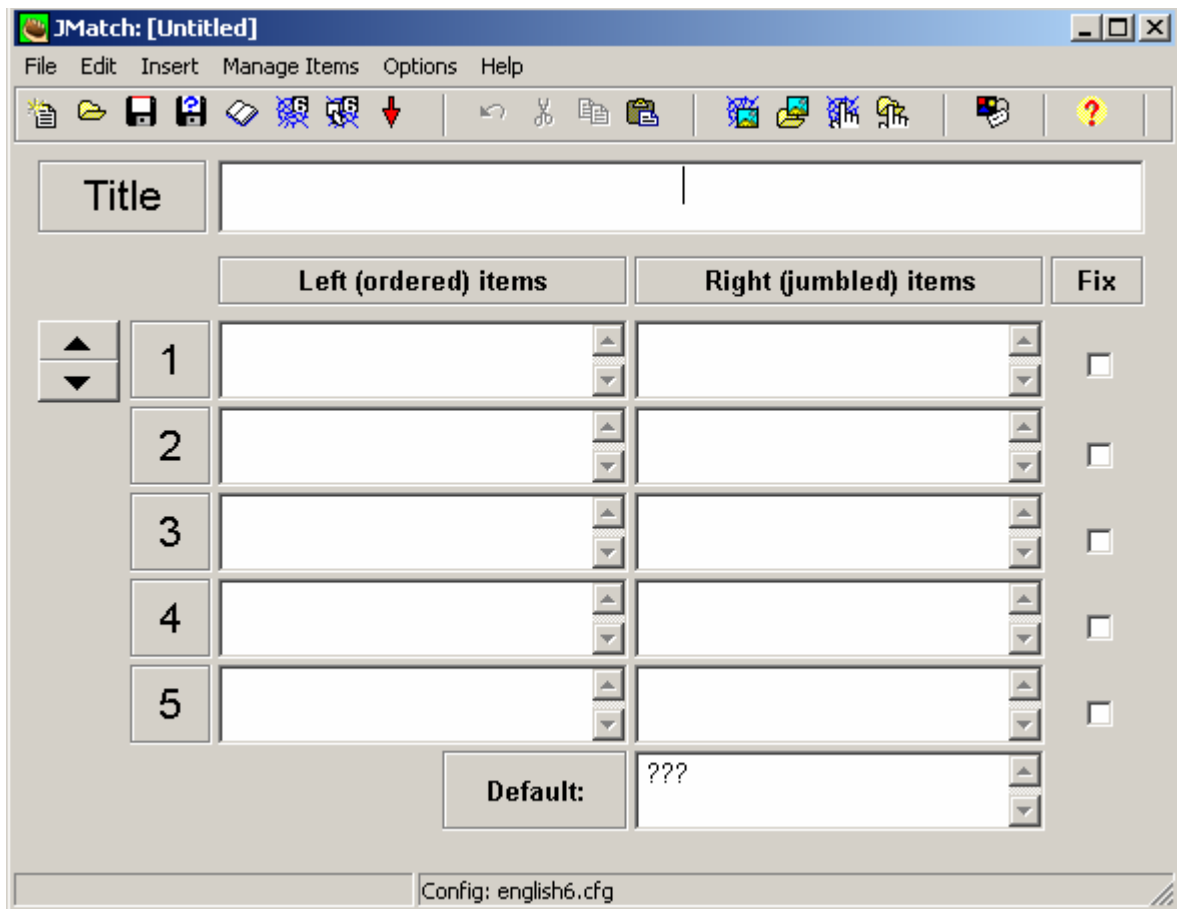 JMatch: [Untitled]
File Edit Insert Manage Items Options Help
Title
Left (ordered) items Right (jumbled) items Fix
1
2
3
4
5
Default: ???
Config: english6.cfg